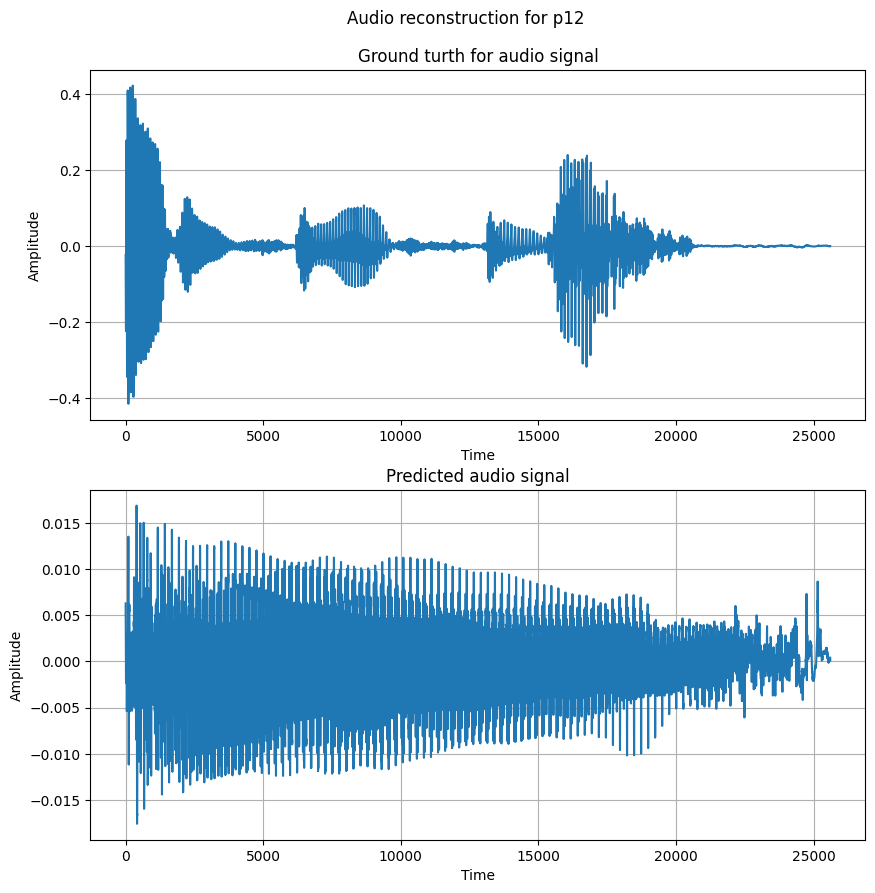 Audio reconstruction for p12
Ground turth for audio signal
Amplitude
0.4
0.2
0.0
−0.2
−0.4
0 5000 10000 15000 20000 25000
Time
Predicted audio signal
Amplitude
0.015
0.010
0.005
0.000
−0.005
−0.010
−0.015
0 5000 10000 15000 20000 25000
Time